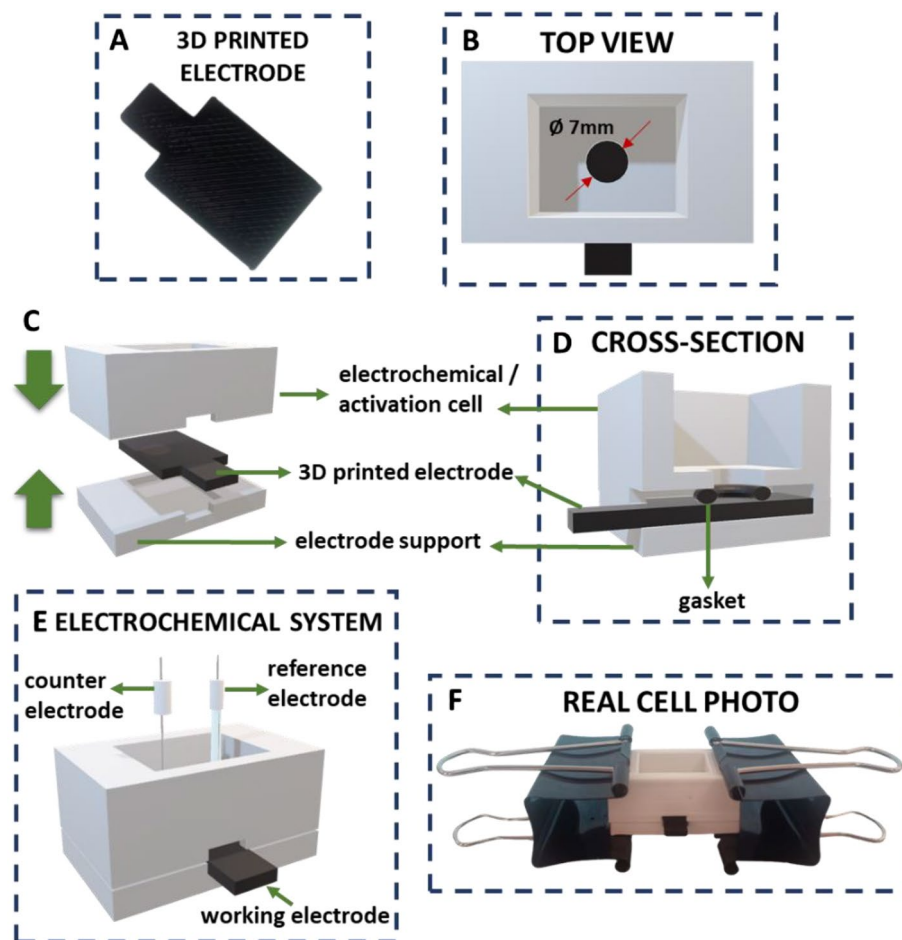 A
3D PRINTED
ELECTRODE
B
TOP VIEW
Ø 7mm
C
electrochemical /
activation cell
3D printed electrode
electrode support
D CROSS-SECTION
gasket
E ELECTROCHEMICAL SYSTEM
counter
electrode
reference
electrode
working electrode
F
REAL CELL PHOTO